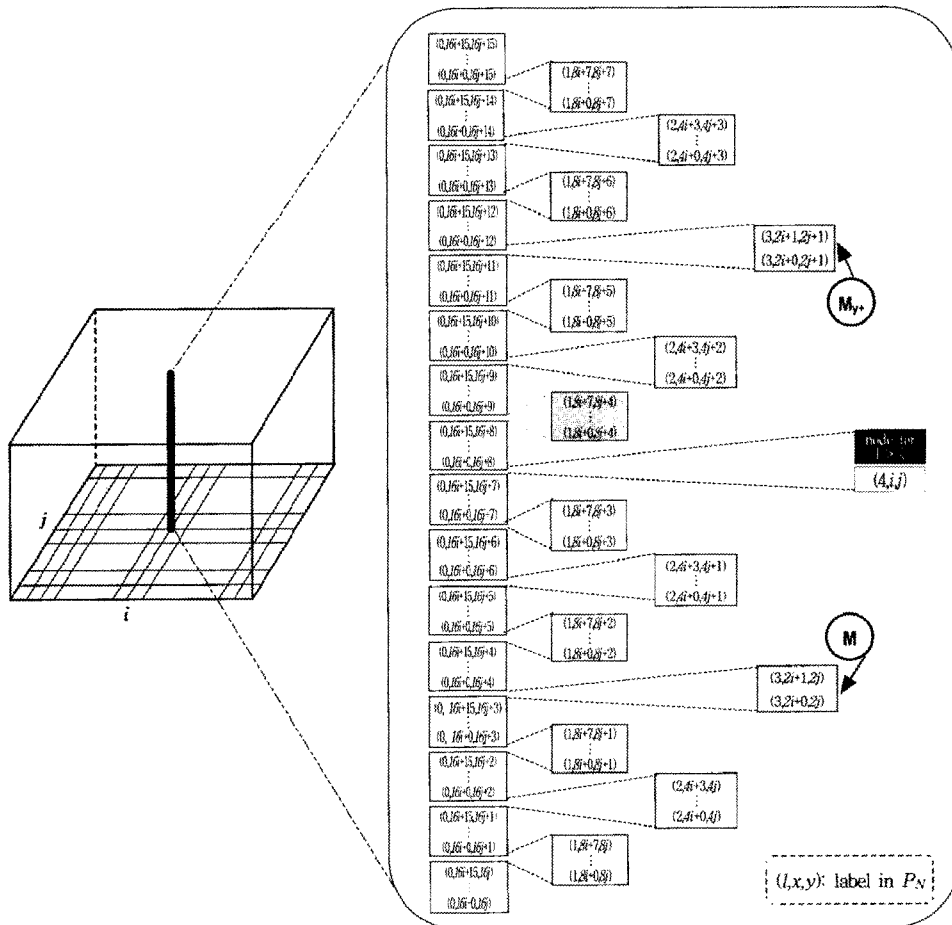 (0,16i+15,16j+15)
(0,16i+0,16j+15)
(1,8i+7,8j+7)
(1,8i+0,8j+7)
(0,16i+15,16j+14)
(0,16i+0,16j+14)
(2,4i+3,4j+3)
(2,4i+0,4j+3)
(0,16i+15,16j+13)
(0,16i+0,16j+13)
(1,8i+7,8j+6)
(1,8i+0,8j+6)
(0,16i+15,16j+12)
(0,16i+0,16j+12)
(3,2i+1,2j+1)
(3,2i+0,2j+1)
My+
(0,16i+15,16j+11)
(0,16i+0,16j+11)
(1,8i+7,8j+5)
(1,8i+0,8j+5)
(0,16i+15,16j+10)
(0,16i+0,16j+10)
(2,4i+3,4j+2)
(2,4i+0,4j+2)
(0,16i+15,16j+9)
(0,16i+0,16j+9)
(1,8i+7,8j+4)
(1,8i+0,8j+4)
(0,16i+15,16j+8)
(0,16i+0,16j+8)
node for
(4,i,j)
(0,16i+15,16j+7)
(0,16i+0,16j+7)
(1,8i+7,8j+3)
(1,8i+0,8j+3)
(0,16i+15,16j+6)
(0,16i+0,16j+6)
(2,4i+3,4j+1)
(2,4i+0,4j+1)
(0,16i+15,16j+5)
(0,16i+0,16j+5)
(1,8i+7,8j+2)
(1,8i+0,8j+2)
M
(0,16i+15,16j+4)
(0,16i+0,16j+4)
(3,2i+1,2j)
(3,2i+0,2j)
(0, 16i+15,16j+3)
(0, 16i+0,16j+3)
(1,8i+7,8j+1)
(1,8i+0,8j+1)
(0,16i+15,16j+2)
(0,16i+0,16j+2)
(2,4i+3,4j)
(2,4i+0,4j)
(0,16i+15,16j+1)
(0,16i+0,16j+1)
(1,8i+7,8j)
(1,8i+0,8j)
(0,16i+15,16j)
(0,16i+0,16j)
j
i
(l,x,y): label in PN